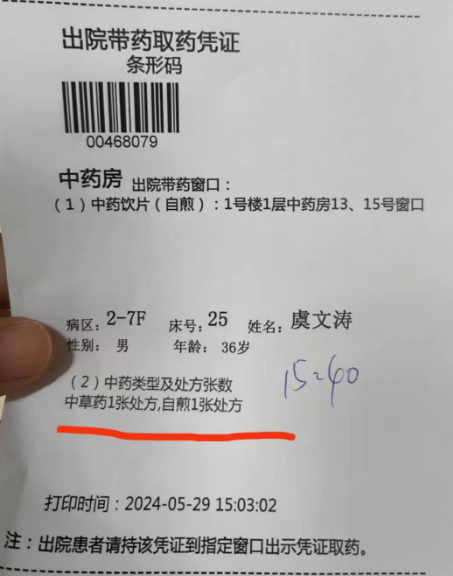 出院带药取药凭证
条形码
00468079
中药房 出院带药窗口：
（1）中药饮片（自煎）：1号楼1层中药房13、15号窗口
病区：2-7F 床号：25 姓名：虞文涛
性别： 男 年龄： 36岁
（2）中药类型及处方张数
中草药1张处方,自煎1张处方
15:40
打印时间：2024-05-29 15:03:02
注：出院患者请持该凭证到指定窗口出示凭证取药。